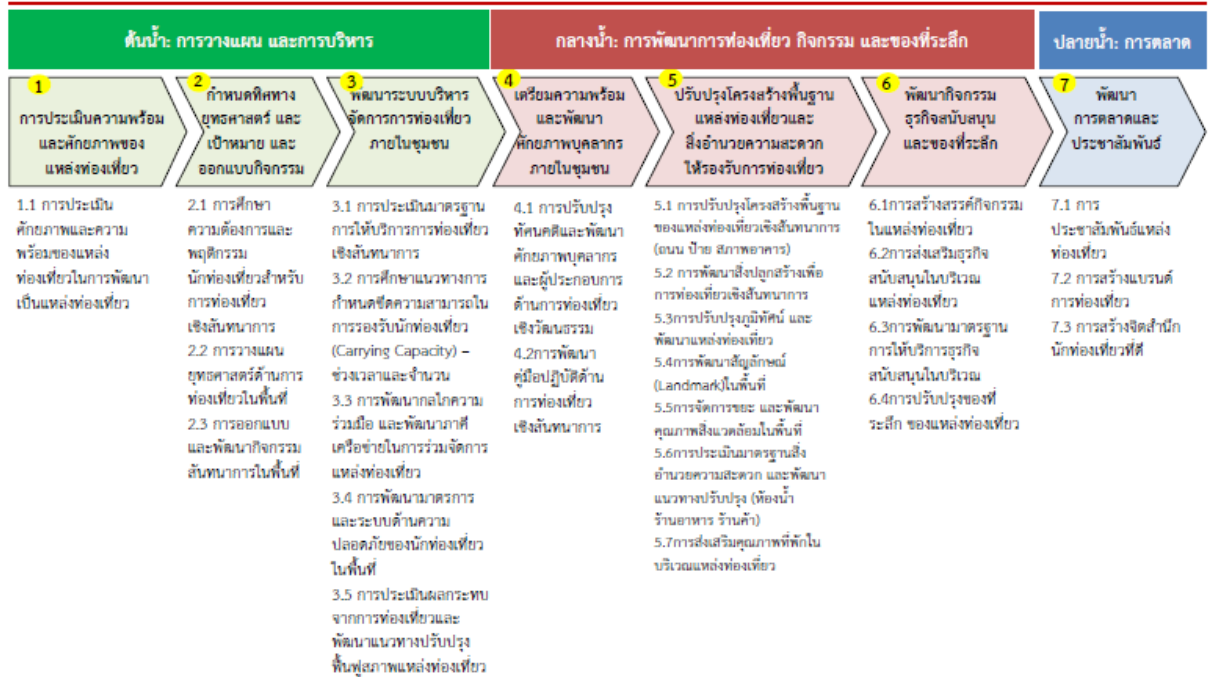 ต้นน้ำ: การวางแผน และการบริหาร
กลางน้ำ: การพัฒนาการท่องเที่ยว กิจกรรม และของที่ระลึก
ปลายน้ำ: การตลาด
1
การประเมินความพร้อม
และศักยภาพของ
แหล่งท่องเที่ยว
2
กำหนดทิศทาง
ยุทธศาสตร์ และ
เป้าหมาย และ
ออกแบบกิจกรรม
3
พัฒนาระบบบริหาร
จัดการการท่องเที่ยว
ภายในชุมชน
4
เตรียมความพร้อม
และพัฒนา
ศักยภาพบุคลากร
ภายในชุมชน
5
ปรับปรุงโครงสร้างพื้นฐาน
แหล่งท่องเที่ยวและ
สิ่งอำนวยความสะดวก
ให้รองรับการท่องเที่ยว
6
พัฒนากิจกรรม
ธุรกิจสนับสนุน
และของที่ระลึก
7
พัฒนา
การตลาดและ
ประชาสัมพันธ์
1.1 การประเมิน
ศักยภาพและความ
พร้อมของแหล่ง
ท่องเที่ยวในการพัฒนา
เป็นแหล่งท่องเที่ยว
2.1 การศึกษา
ความต้องการและ
พฤติกรรม
นักท่องเที่ยวสำหรับ
การท่องเที่ยว
เชิงสันทนาการ
2.2 การวางแผน
ยุทธศาสตร์ด้านการ
ท่องเที่ยวในพื้นที่
2.3 การออกแบบ
และพัฒนากิจกรรม
สันทนาการในพื้นที่
3.1 การประเมินมาตรฐาน
การให้บริการการท่องเที่ยว
เชิงสันทนาการ
3.2 การศึกษาแนวทางการ
กำหนดขีดความสามารถใน
การรองรับนักท่องเที่ยว
(Carrying Capacity) –
ช่วงเวลาและจำนวน
3.3 การพัฒนากลไกความ
ร่วมมือ และพัฒนาภาคี
เครือข่ายในการร่วมจัดการ
แหล่งท่องเที่ยว
3.4 การพัฒนามาตรการ
และระบบด้านความ
ปลอดภัยของนักท่องเที่ยว
ในพื้นที่
3.5 การประเมินผลกระทบ
จากการท่องเที่ยวและ
พัฒนาแนวทางปรับปรุง
ฟื้นฟูสภาพแหล่งท่องเที่ยว
4.1 การปรับปรุง
ทัศนคติและพัฒนา
ศักยภาพบุคลากร
และผู้ประกอบการ
ด้านการท่องเที่ยว
เชิงวัฒนธรรม
4.2การพัฒนา
คู่มือปฏิบัติด้าน
การท่องเที่ยว
เชิงสันทนาการ
5.1 การปรับปรุงโครงสร้างพื้นฐาน
ของแหล่งท่องเที่ยวเชิงสันทนาการ
(ถนน ป้าย สภาพอาคาร)
5.2 การพัฒนาสิ่งปลูกสร้างเพื่อ
การท่องเที่ยวเชิงสันทนาการ
5.3การปรับปรุงภูมิทัศน์ และ
พัฒนาแหล่งท่องเที่ยว
5.4การพัฒนาสัญลักษณ์
(Landmark)ในพื้นที่
5.5การจัดการขยะ และพัฒนา
คุณภาพสิ่งแวดล้อมในพื้นที่
5.6การประเมินมาตรฐานสิ่ง
อำนวยความสะดวก และพัฒนา
แนวทางปรับปรุง (ห้องน้ำ
ร้านอาหาร ร้านค้า)
5.7การส่งเสริมคุณภาพที่พักใน
บริเวณแหล่งท่องเที่ยว
6.1การสร้างสรรค์กิจกรรม
ในแหล่งท่องเที่ยว
6.2การส่งเสริมธุรกิจ
สนับสนุนในบริเวณ
แหล่งท่องเที่ยว
6.3การพัฒนามาตรฐาน
การให้บริการธุรกิจ
สนับสนุนในบริเวณ
6.4การปรับปรุงของที่
ระลึก ของแหล่งท่องเที่ยว
7.1 การ
ประชาสัมพันธ์แหล่ง
ท่องเที่ยว
7.2 การสร้างแบรนด์
การท่องเที่ยว
7.3 การสร้างจิตสำนึก
นักท่องเที่ยวที่ดี